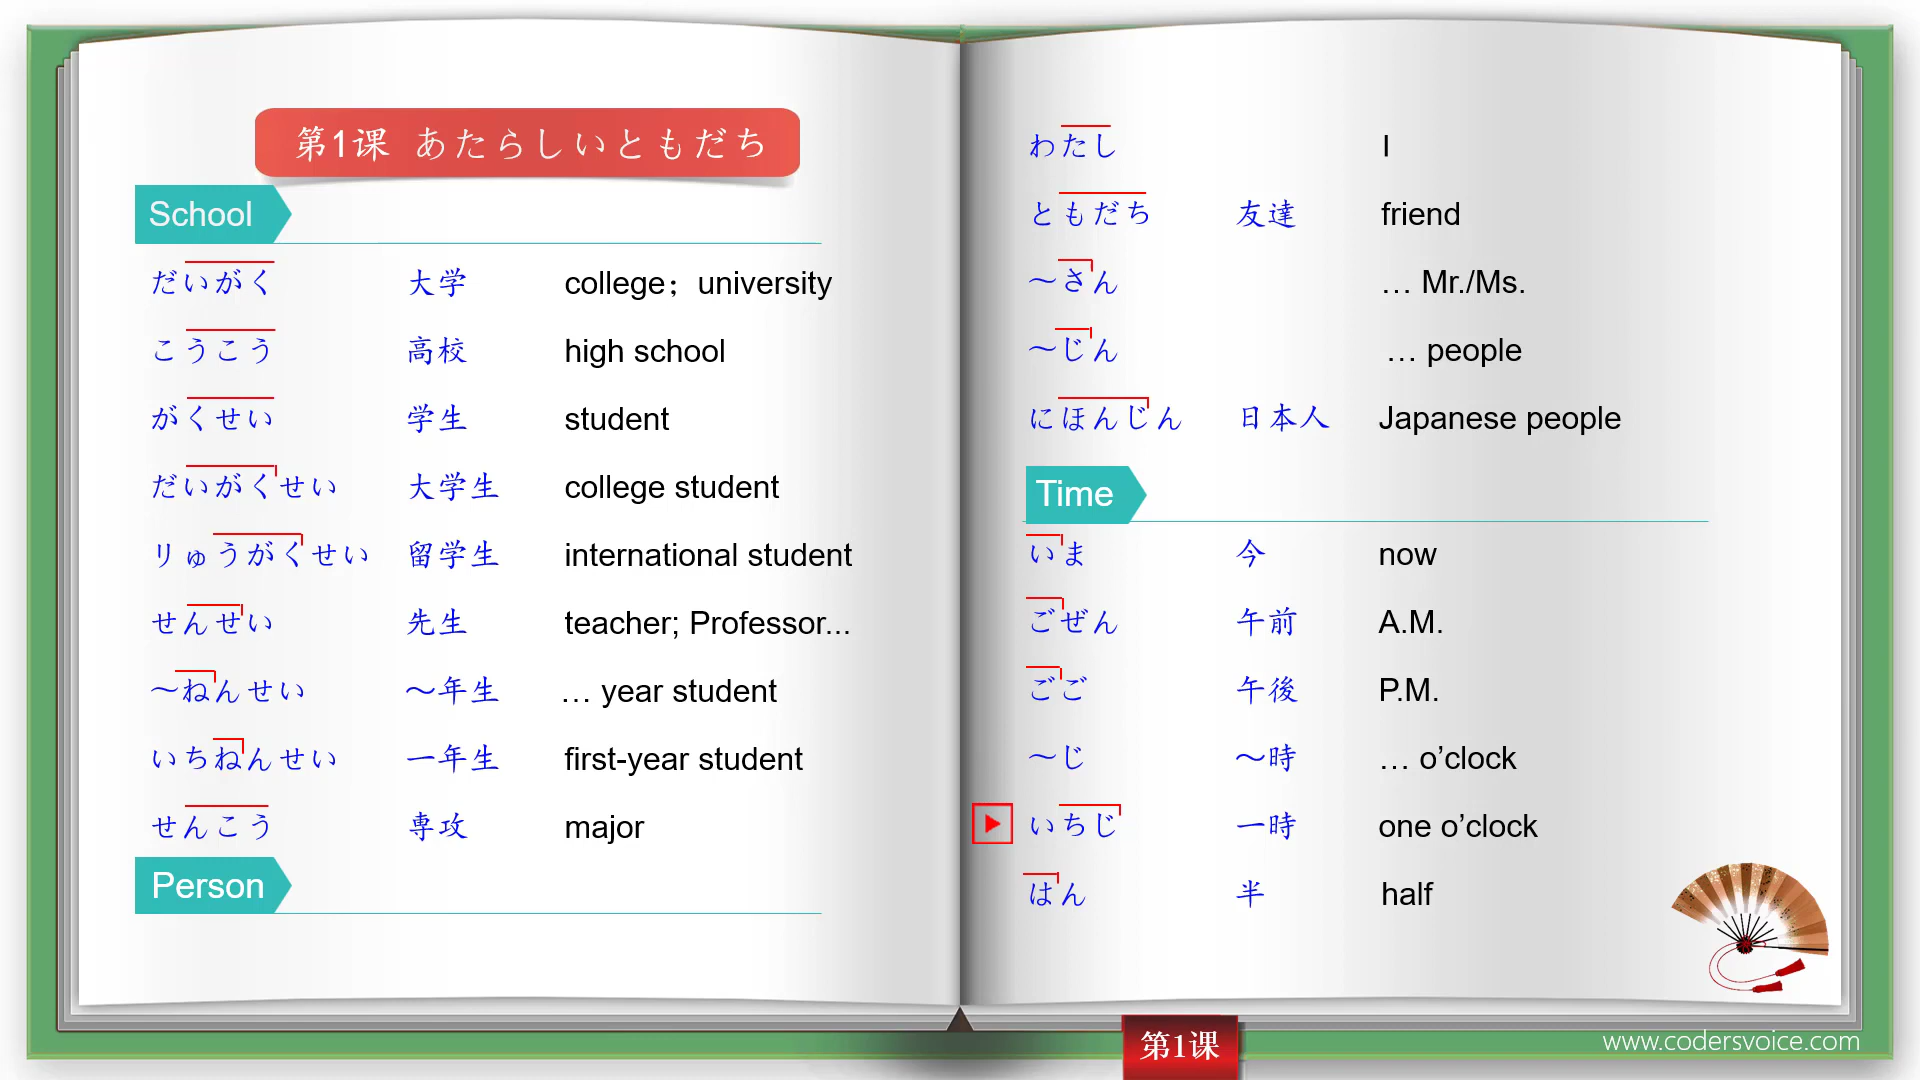 第1课 あたらしいともだち
School
だいがく 大学 college；university
こうこう 高校 high school
がくせい 学生 student
だいがくせい 大学生 college student
りゅうがくせい 留学生 international student
せんせい 先生 teacher; Professor...
～ねんせい ～年生 … year student
いちねんせい 一年生 first-year student
せんこう 専攻 major
Person
わたし I
ともだち 友達 friend
～さん … Mr./Ms.
～じん … people
にほんじん 日本人 Japanese people
Time
いま 今 now
ごぜん 午前 A.M.
ごご 午後 P.M.
～じ ～時 … o’clock
いちじ 一時 one o’clock
はん 半 half
第1课
www.codersvoice.com